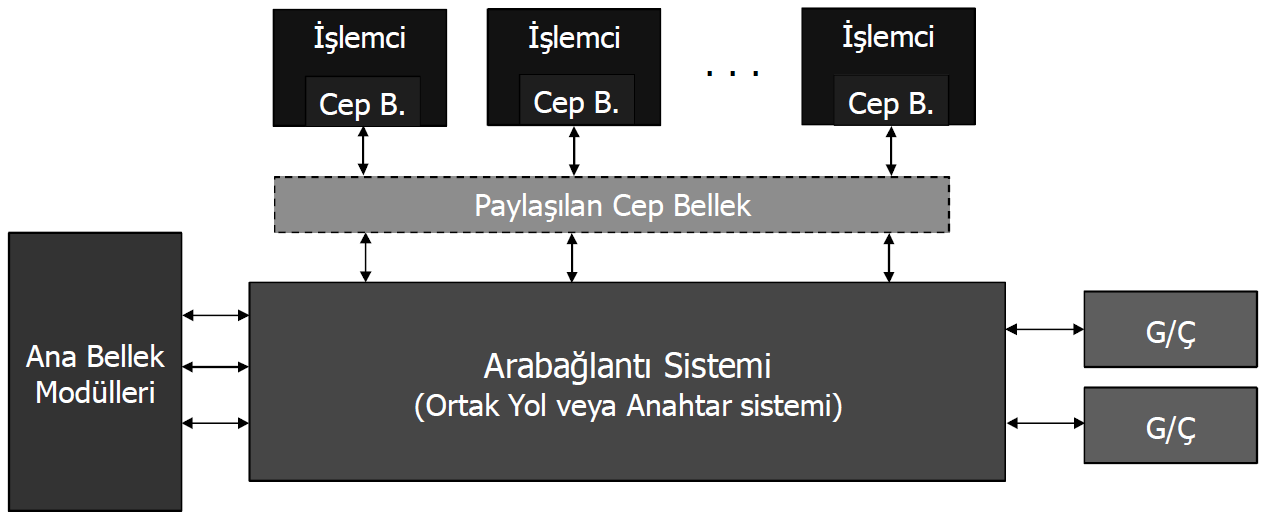 İşlemci
Cep B.
İşlemci
Cep B.
. . .
İşlemci
Cep B.
Paylaşılan Cep Bellek
Ana Bellek
Modülleri
Arabağlantı Sistemi
(Ortak Yol veya Anahtar sistemi)
G/Ç
G/Ç